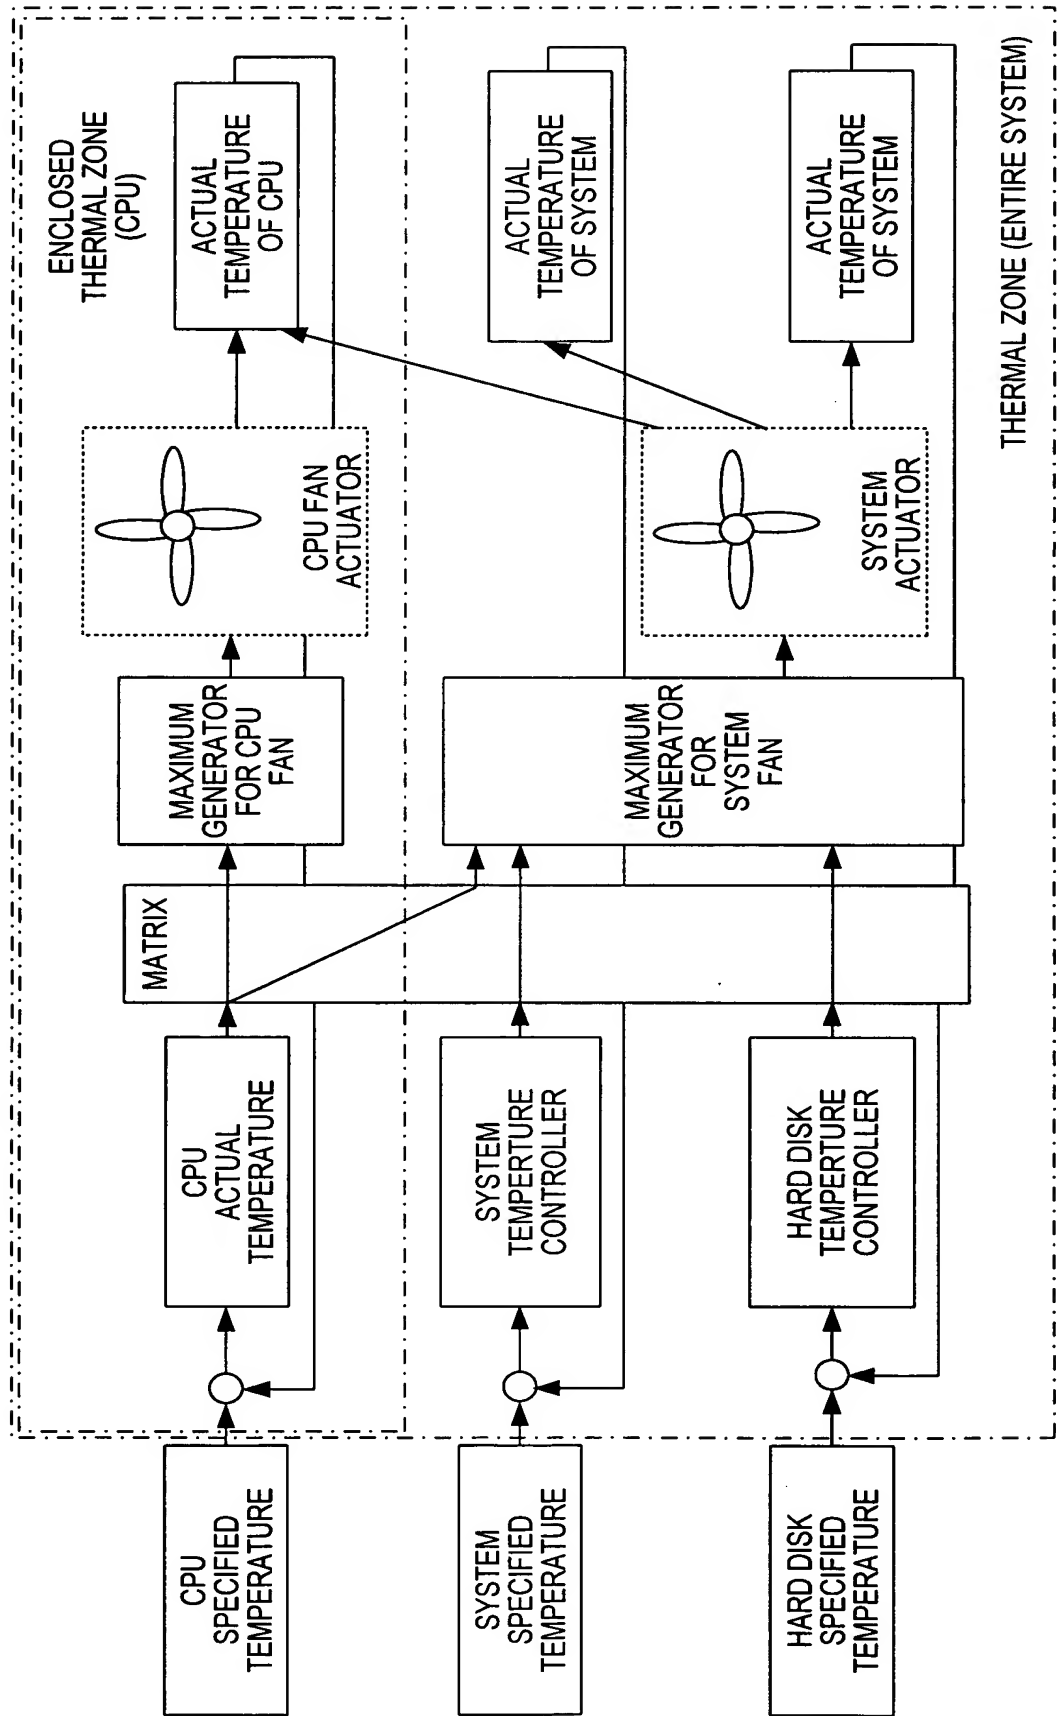 CPU
SPECIFIED
TEMPERATURE
CPU
ACTUAL
TEMPERATURE
MATRIX
MAXIMUM
GENERATOR
FOR CPU
FAN
CPU FAN
ACTUATOR
ENCLOSED
THERMAL ZONE
(CPU)
ACTUAL
TEMPERATURE
OF CPU
SYSTEM
SPECIFIED
TEMPERATURE
SYSTEM
TEMPERTURE
CONTROLLER
MAXIMUM
GENERATOR
FOR
SYSTEM
FAN
ACTUAL
TEMPERATURE
OF SYSTEM
HARD DISK
SPECIFIED
TEMPERATURE
HARD DISK
TEMPERTURE
CONTROLLER
SYSTEM
ACTUATOR
ACTUAL
TEMPERATURE
OF SYSTEM
THERMAL ZONE (ENTIRE SYSTEM)